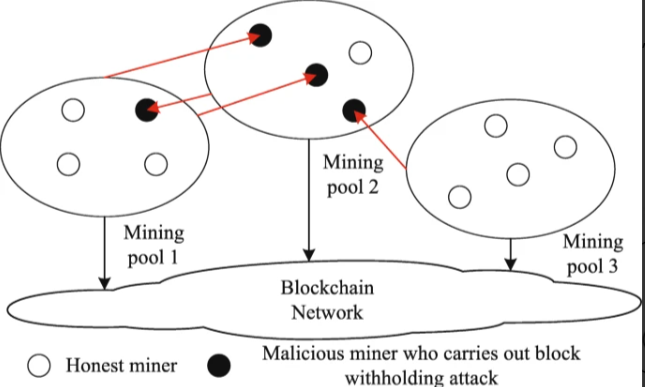 Mining
pool 2
Mining
pool 1
Mining
pool 3
Blockchain
Network
Honest miner
Malicious miner who carries out block
withholding attack